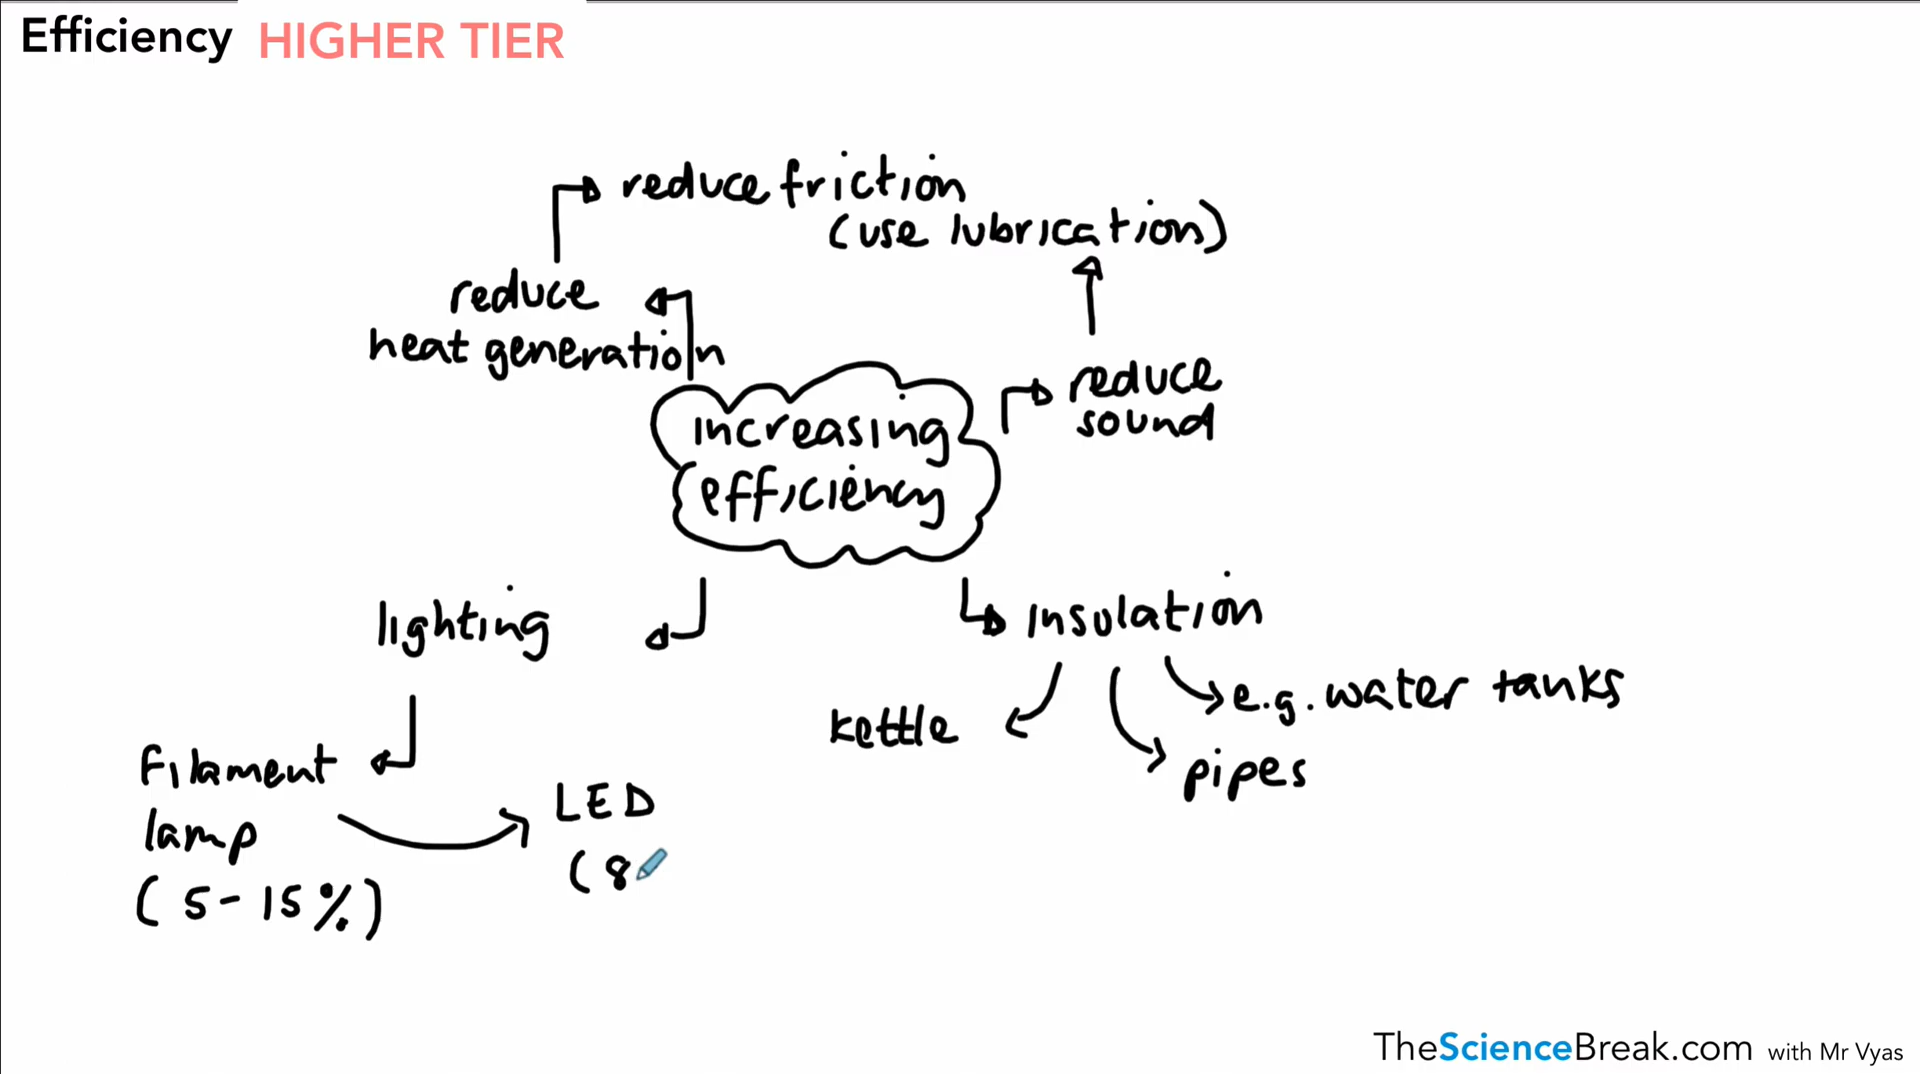 Efficiency HIGHER TIER
reduce friction
(use lubrication)
reduce
heat generation
reduce
sound
increasing
efficiency
lighting
insulation
e.g. water tanks
kettle
pipes
filament
lamp
(5-15%)
LED
(8
TheScienceBreak.com with Mr Vyas